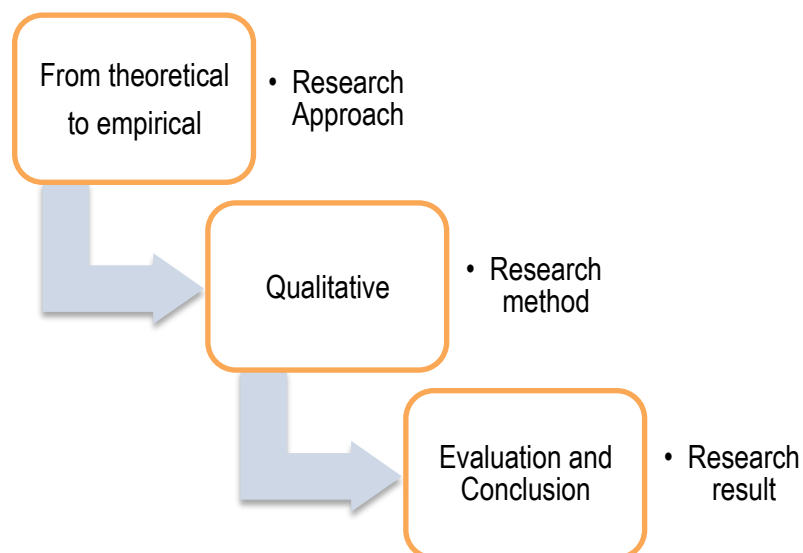 From theoretical
to empirical
• Research
Approach
Qualitative
• Research
method
Evaluation and
Conclusion
• Research
result